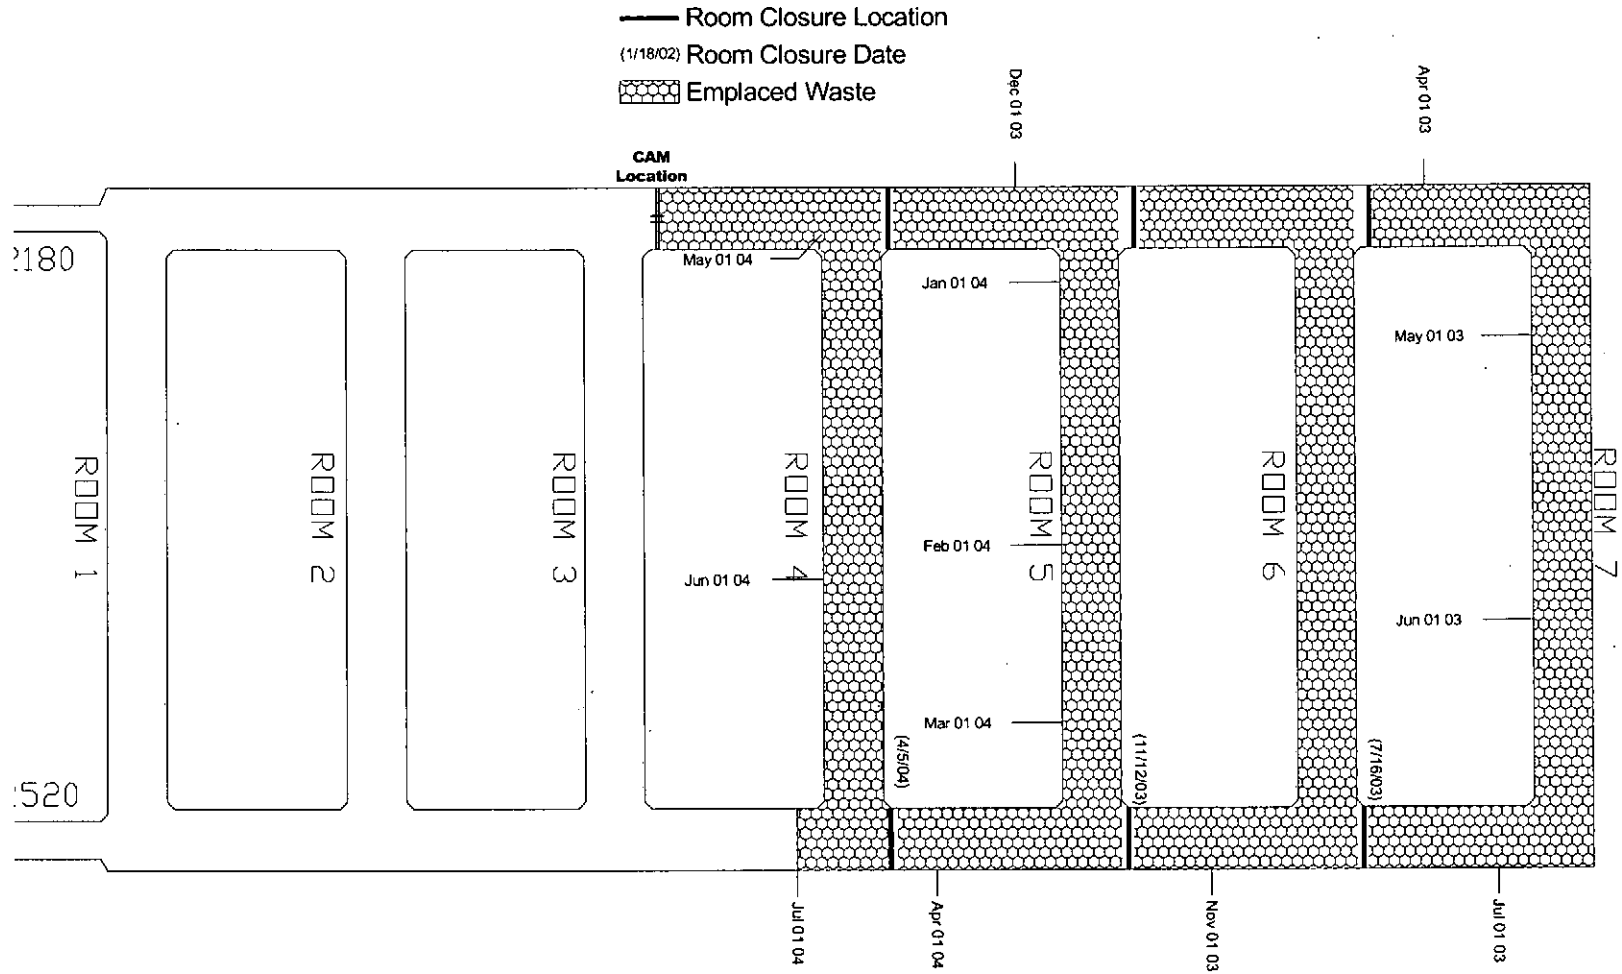 Room Closure Location
(1/18/02) Room Closure Date
Emplaced Waste
Dec 01 03
Apr 01 03
CAM
Location
2180
May 01 04
Jan 01 04
May 01 03
ROOM 1
ROOM 2
ROOM 3
ROOM 4
ROOM 5
ROOM 6
ROOM 7
Feb 01 04
Jun 01 04
Jun 01 03
Mar 01 04
(4/5/04)
(11/12/03)
(7/16/03)
:520
Jul 01 04
Apr 01 04
Nov 01 03
Jul 01 03